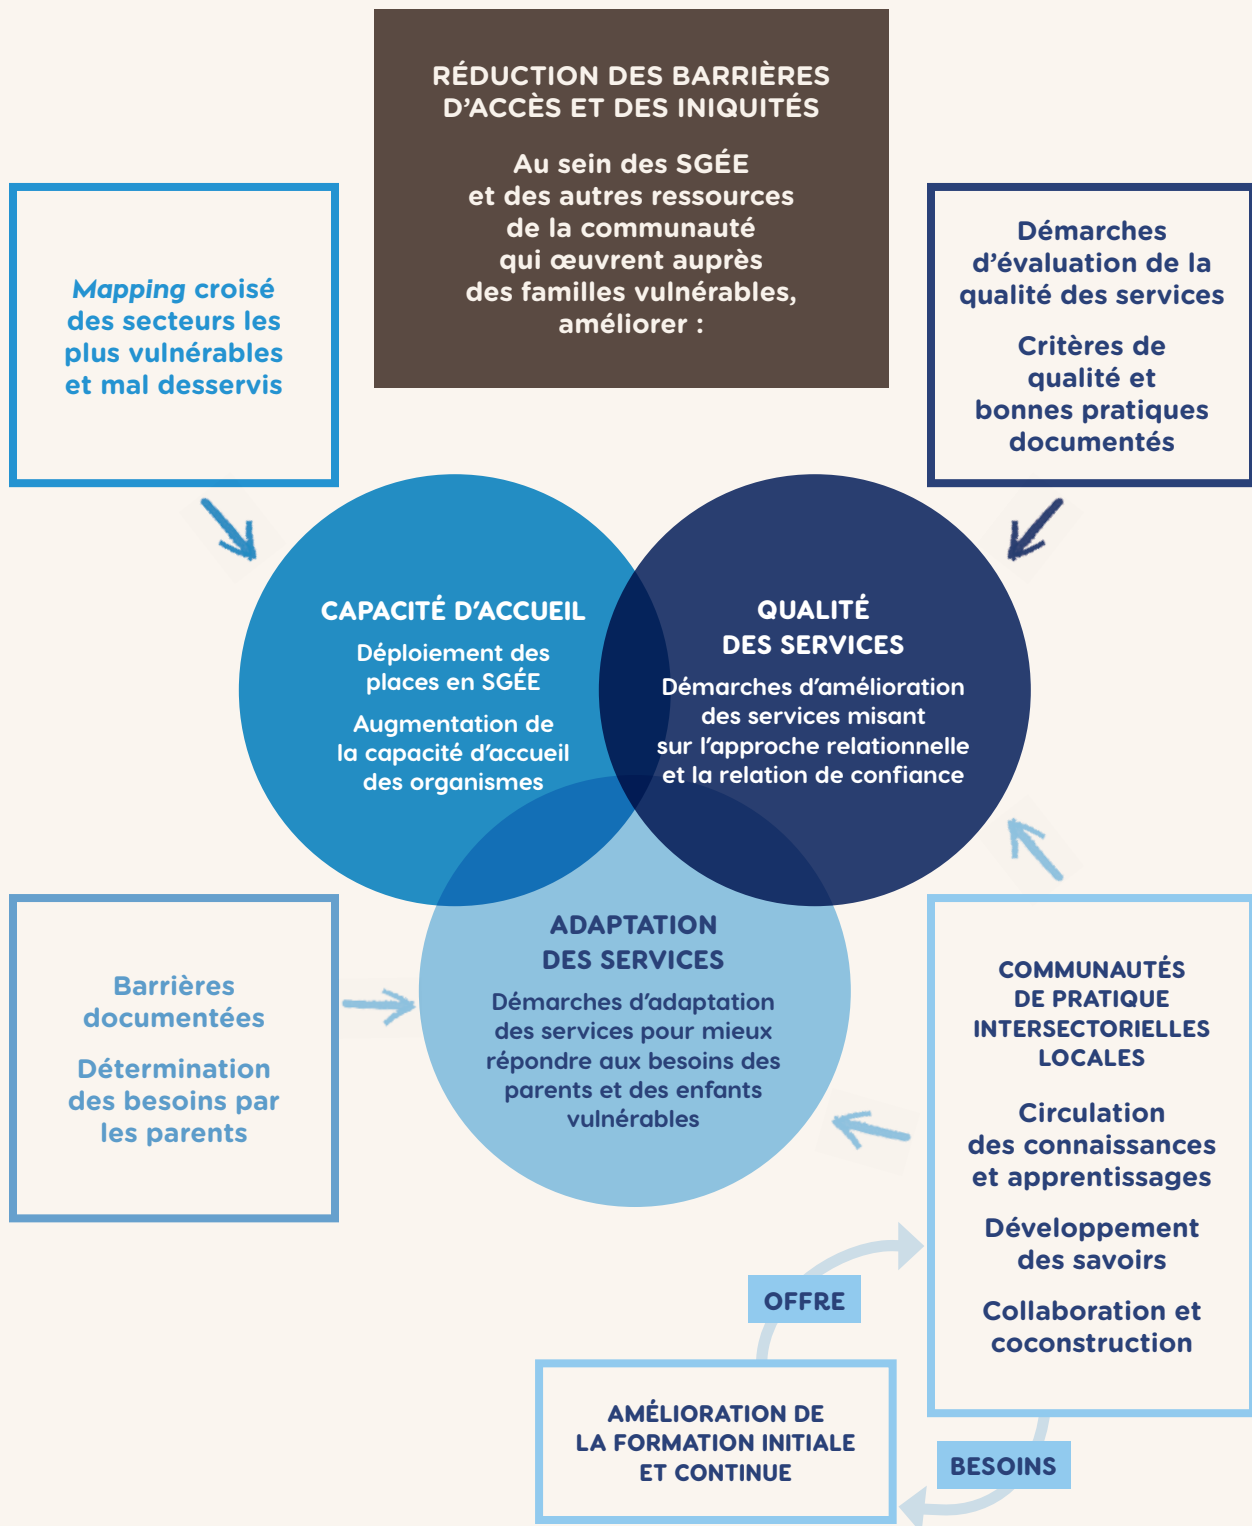 RÉDUCTION DES BARRIÈRES
D’ACCÈS ET DES INIQUITÉS
Au sein des SGÉE
et des autres ressources
de la communauté
qui œuvrent auprès
des familles vulnérables,
améliorer :
Mapping croisé
des secteurs les
plus vulnérables
et mal desservis
Démarches
d’évaluation de la
qualité des services
Critères de
qualité et
bonnes pratiques
documentés
CAPACITÉ D’ACCUEIL
Déploiement des
places en SGÉE
Augmentation de
la capacité d’accueil
des organismes
QUALITÉ
DES SERVICES
Démarches d’amélioration
des services misant
sur l’approche relationnelle
et la relation de confiance
ADAPTATION
DES SERVICES
Démarches d’adaptation
des services pour mieux
répondre aux besoins des
parents et des enfants
vulnérables
Barrières
documentées
Détermination
des besoins par
les parents
COMMUNAUTÉS
DE PRATIQUE
INTERSECTORIELLES
LOCALES
Circulation
des connaissances
et apprentissages
Développement
des savoirs
Collaboration et
coconstruction
OFFRE
AMÉLIORATION DE
LA FORMATION INITIALE
ET CONTINUE
BESOINS